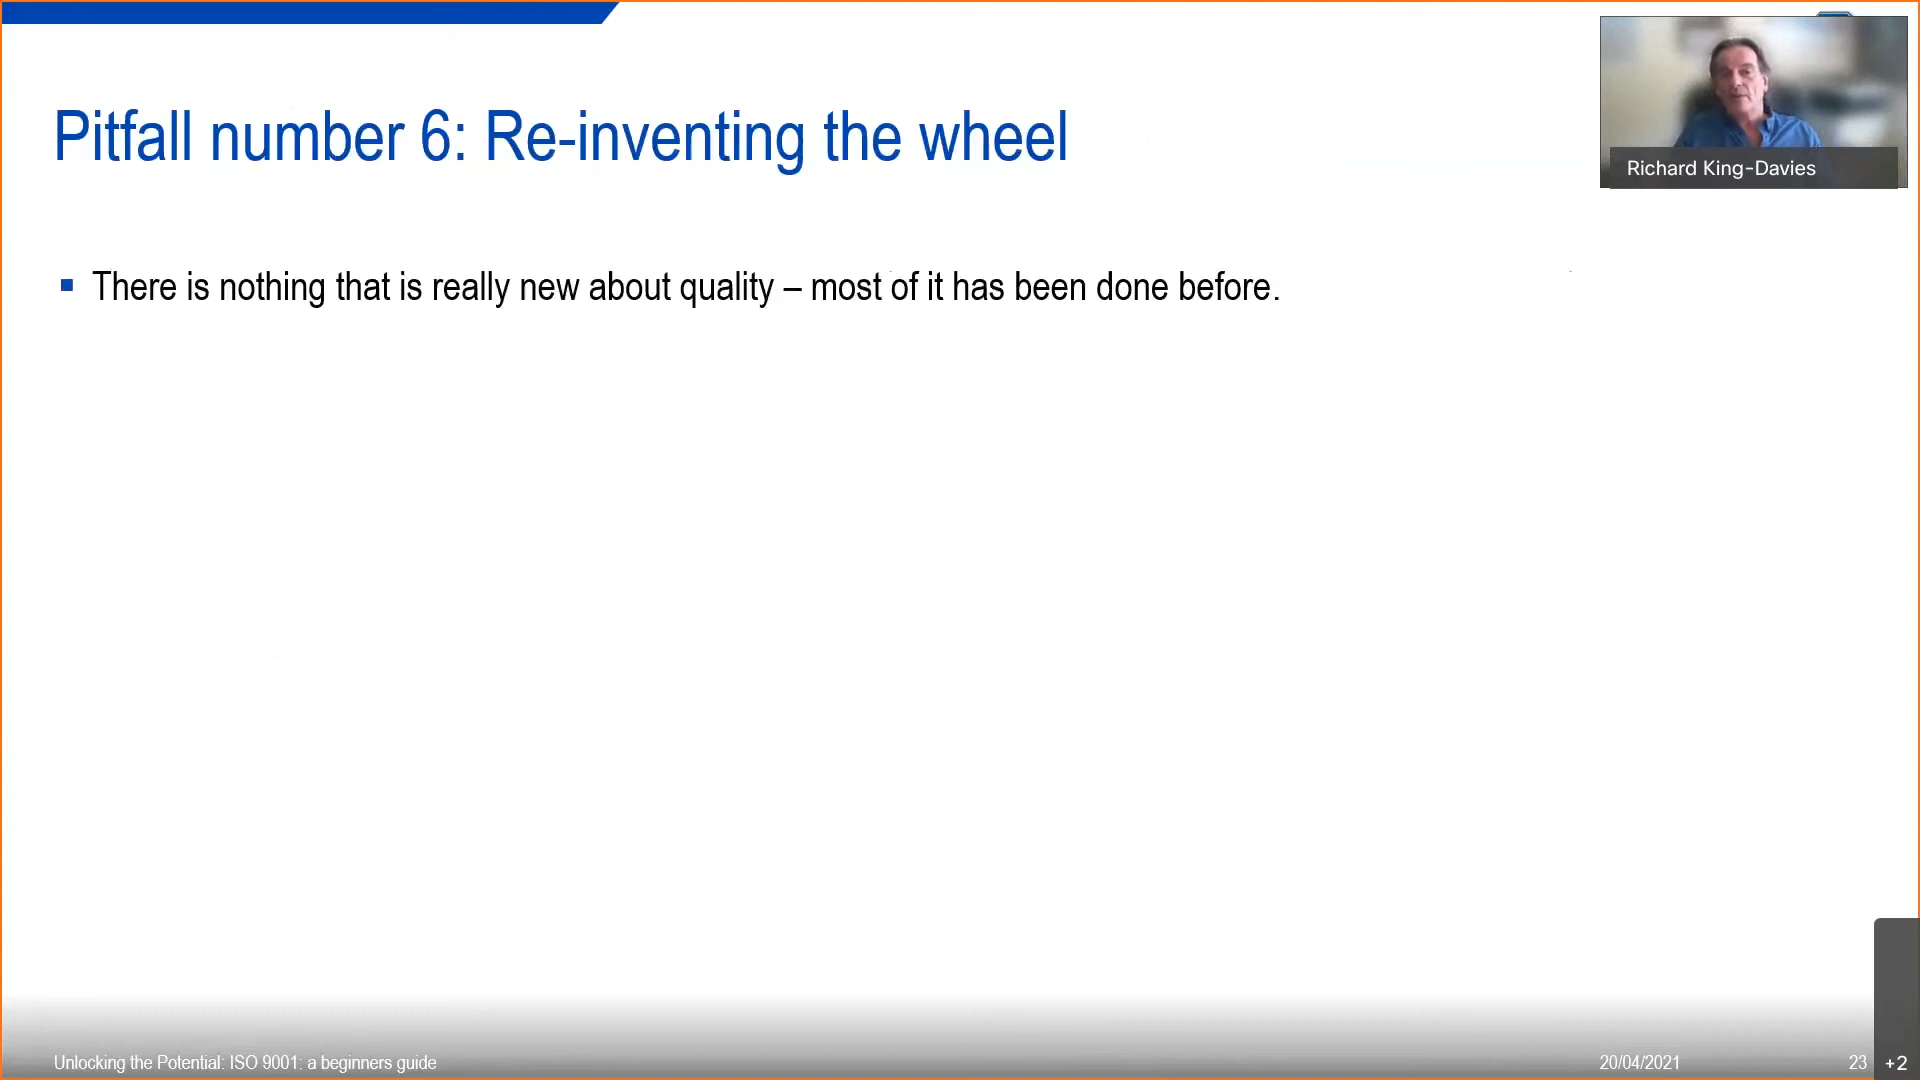 Pitfall number 6: Re-inventing the wheel
Richard King-Davies
▪ There is nothing that is really new about quality – most of it has been done before.
Unlocking the Potential: ISO 9001: a beginners guide
20/04/2021
23
+2